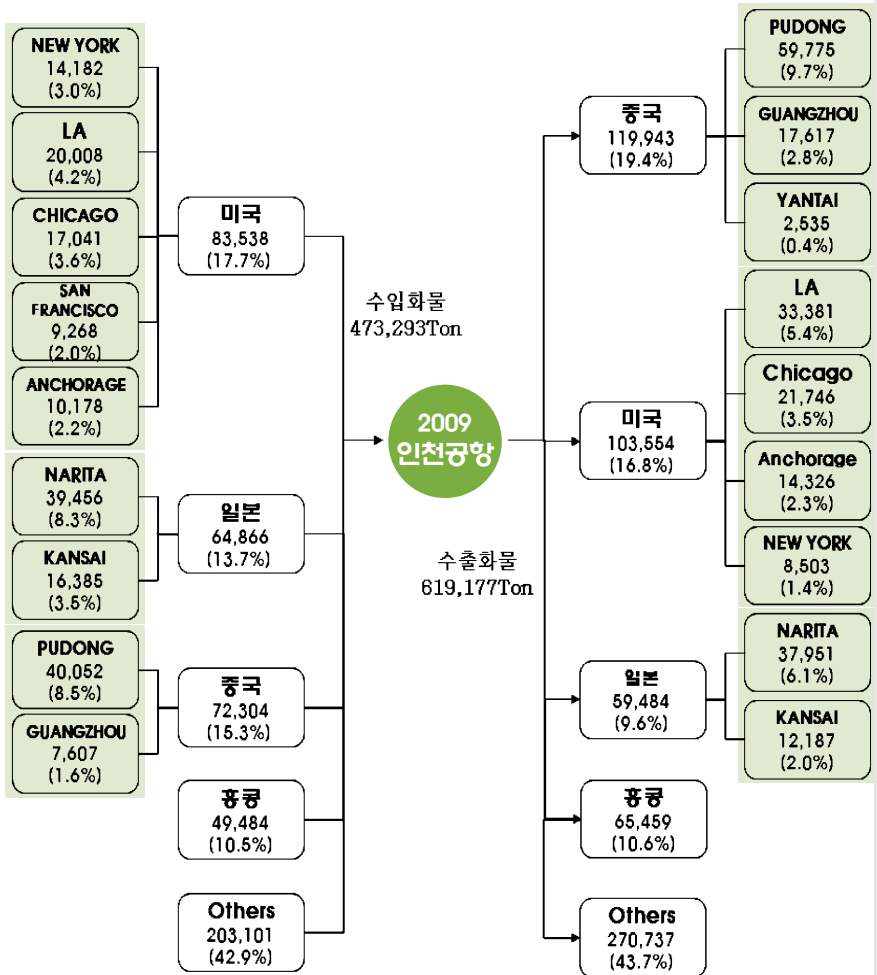 NEW YORK
14,182
(3.0%)
LA
20,008
(4.2%)
CHICAGO
17,041
(3.6%)
SAN
FRANCISCO
9,268
(2.0%)
ANCHORAGE
10,178
(2.2%)
NARITA
39,456
(8.3%)
KANSAI
16,385
(3.5%)
PUDONG
40,052
(8.5%)
GUANGZHOU
7,607
(1.6%)
미국
83,538
(17.7%)
일본
64,866
(13.7%)
중국
72,304
(15.3%)
홍콩
49,484
(10.5%)
Others
203,101
(42.9%)
수입화물
473,293Ton
2009
인천공항
수출화물
619,177Ton
중국
119,943
(19.4%)
미국
103,554
(16.8%)
일본
59,484
(9.6%)
홍콩
65,459
(10.6%)
Others
270,737
(43.7%)
PUDONG
59,775
(9.7%)
GUANGZHOU
17,617
(2.8%)
YANTAI
2,535
(0.4%)
LA
33,381
(5.4%)
Chicago
21,746
(3.5%)
Anchorage
14,326
(2.3%)
NEW YORK
8,503
(1.4%)
NARITA
37,951
(6.1%)
KANSAI
12,187
(2.0%)